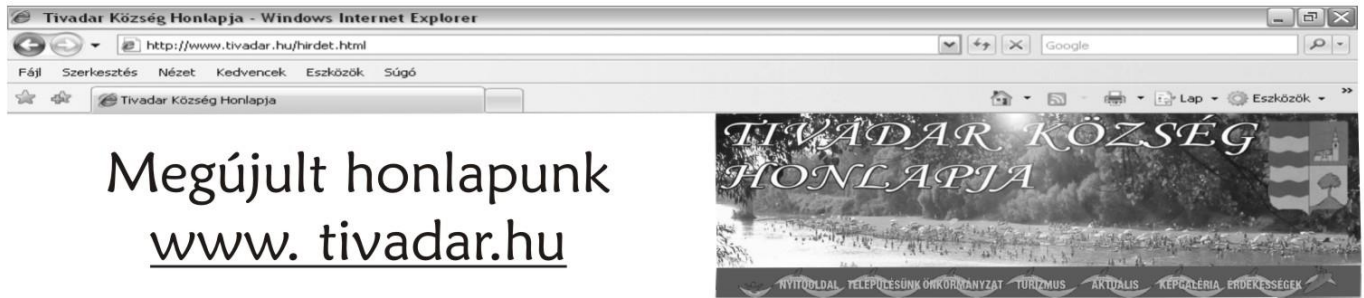 Tivadar Község Honlapja - Windows Internet Explorer
http://www.tivadar.hu/hirdet.html
Google
Fájl Szerkesztés Nézet Kedvencek Eszközök Súgó
Tivadar Község Honlapja
Lap Eszközök
Megújult honlapunk
www. tivadar.hu
TIVADAR KÖZSÉG
HONLAPJA
NYITÓOLDAL TELEPÜLÉSÜNK ÖNKORMÁNYZAT TURIZMUS AKTUÁLIS KÉPGALÉRIA ÉRDEKESSÉGEK